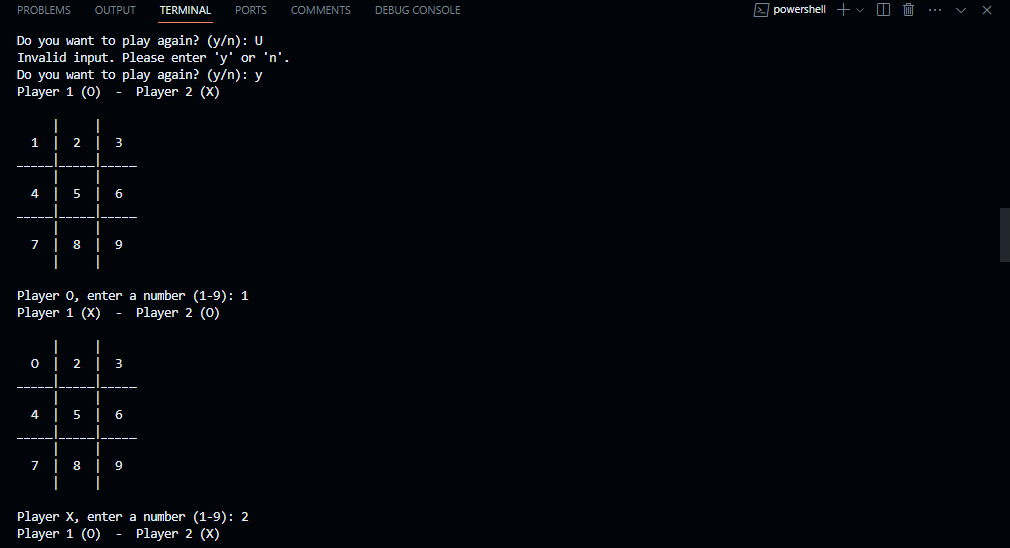 PROBLEMS OUTPUT TERMINAL PORTS COMMENTS DEBUG CONSOLE powershell
Do you want to play again? (y/n): U
Invalid input. Please enter 'y' or 'n'.
Do you want to play again? (y/n): y
Player 1 (O)  -  Player 2 (X)
     |     |
  1  |  2  |  3
_____|_____|_____
     |     |
  4  |  5  |  6
_____|_____|_____
     |     |
  7  |  8  |  9
     |     |
Player O, enter a number (1-9): 1
Player 1 (X)  -  Player 2 (O)
     |     |
  O  |  2  |  3
_____|_____|_____
     |     |
  4  |  5  |  6
_____|_____|_____
     |     |
  7  |  8  |  9
     |     |
Player X, enter a number (1-9): 2
Player 1 (O)  -  Player 2 (X)